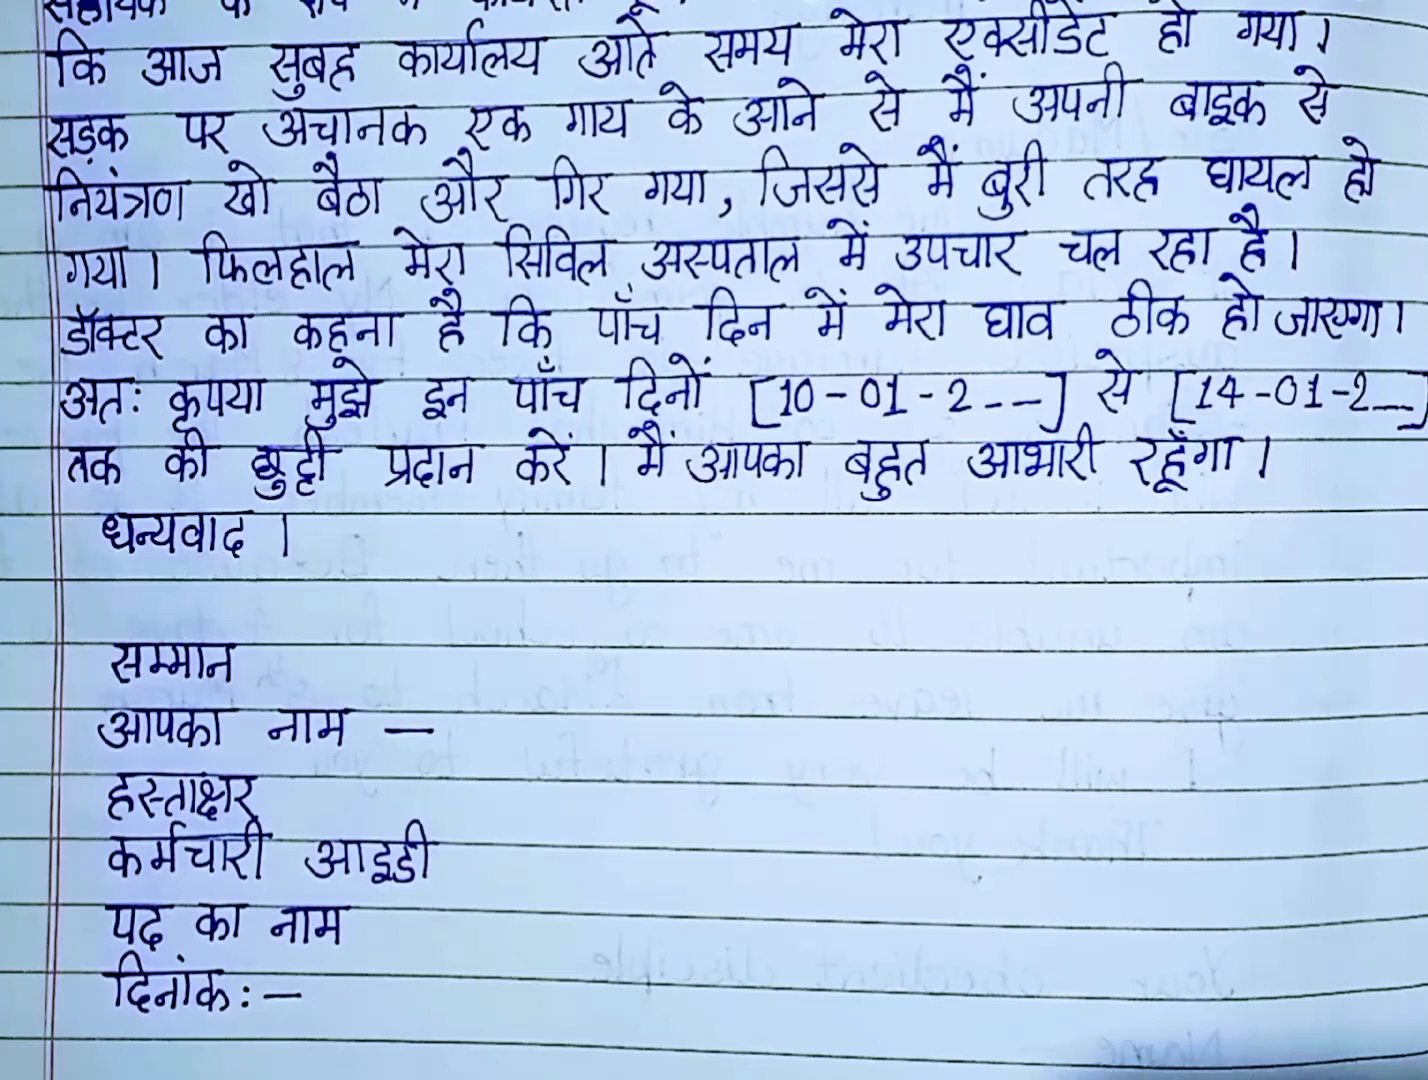 कि आज सुबह कार्यालय आते समय मेरा एक्सीडेंट हो गया।
सड़क पर अचानक एक गाय के आने से मैं अपनी बाइक से
नियंत्रण खो बैठा और गिर गया, जिससे मैं बुरी तरह घायल हो
गया। फिलहाल मेरा सिविल अस्पताल में उपचार चल रहा है।
डॉक्टर का कहना है कि पाँच दिन में मेरा घाव ठीक हो जाएगा।
अतः कृपया मुझे इन पाँच दिनों [10-01-2---] से [14-01-2--]
तक की छुट्टी प्रदान करें। मैं आपका बहुत आभारी रहूँगा।
धन्यवाद।
सम्मान
आपका नाम —
हस्ताक्षर
कर्मचारी आइडी
पद का नाम
दिनांक:—